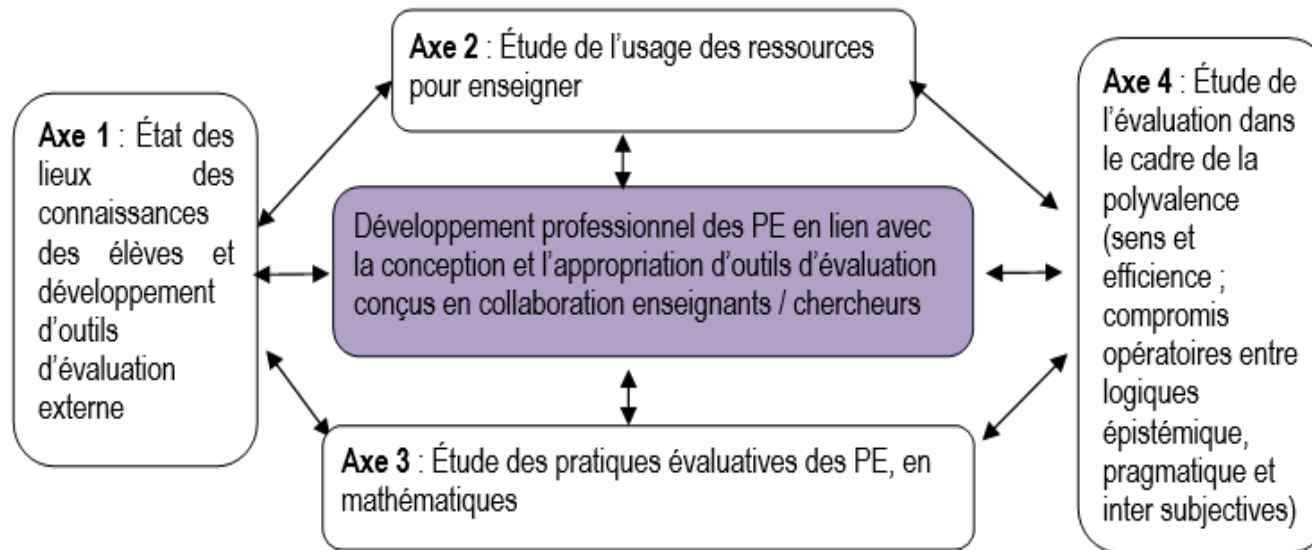 Axe 1 : État des
lieux des
connaissances
des élèves et
développement
d’outils
d’évaluation
externe
Axe 2 : Étude de l’usage des ressources
pour enseigner
Développement professionnel des PE en lien avec
la conception et l’appropriation d’outils d’évaluation
conçus en collaboration enseignants / chercheurs
Axe 3 : Étude des pratiques évaluatives des PE, en
mathématiques
Axe 4 : Étude de
l’évaluation dans
le cadre de la
polyvalence
(sens et
efficience ;
compromis
opératoires entre
logiques
épistémique,
pragmatique et
inter subjectives)